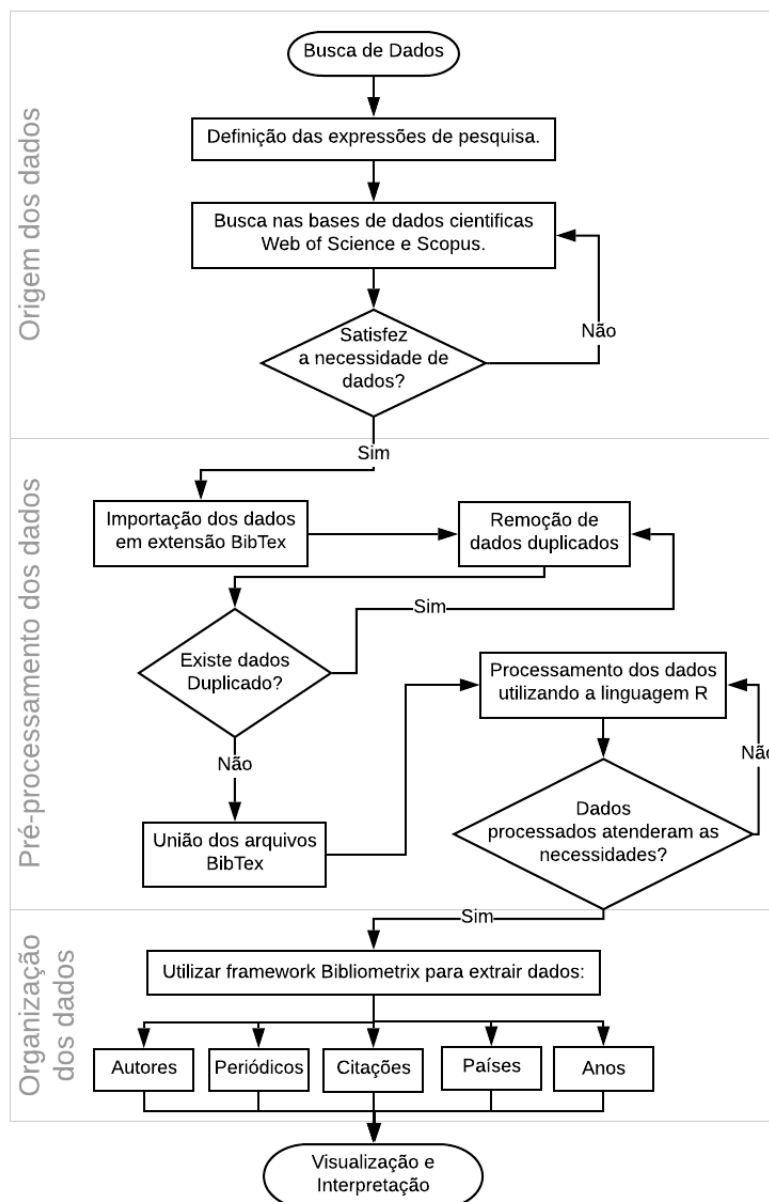 Busca de Dados
Origem dos dados
Definição das expressões de pesquisa.
Busca nas bases de dados cientificas
Web of Science e Scopus.
Satisfez
a necessidade de
dados?
Não
Sim
Pré-processamento dos dados
Importação dos dados
em extensão BibTex
Remoção de
dados duplicados
Sim
Existe dados
Duplicado?
Processamento dos dados
utilizando a linguagem R
Não
Não
União dos arquivos
BibTex
Dados
processados atenderam as
necessidades?
Sim
Organização
dos dados
Utilizar framework Bibliometrix para extrair dados:
Autores
Periódicos
Citações
Países
Anos
Visualização e
Interpretação